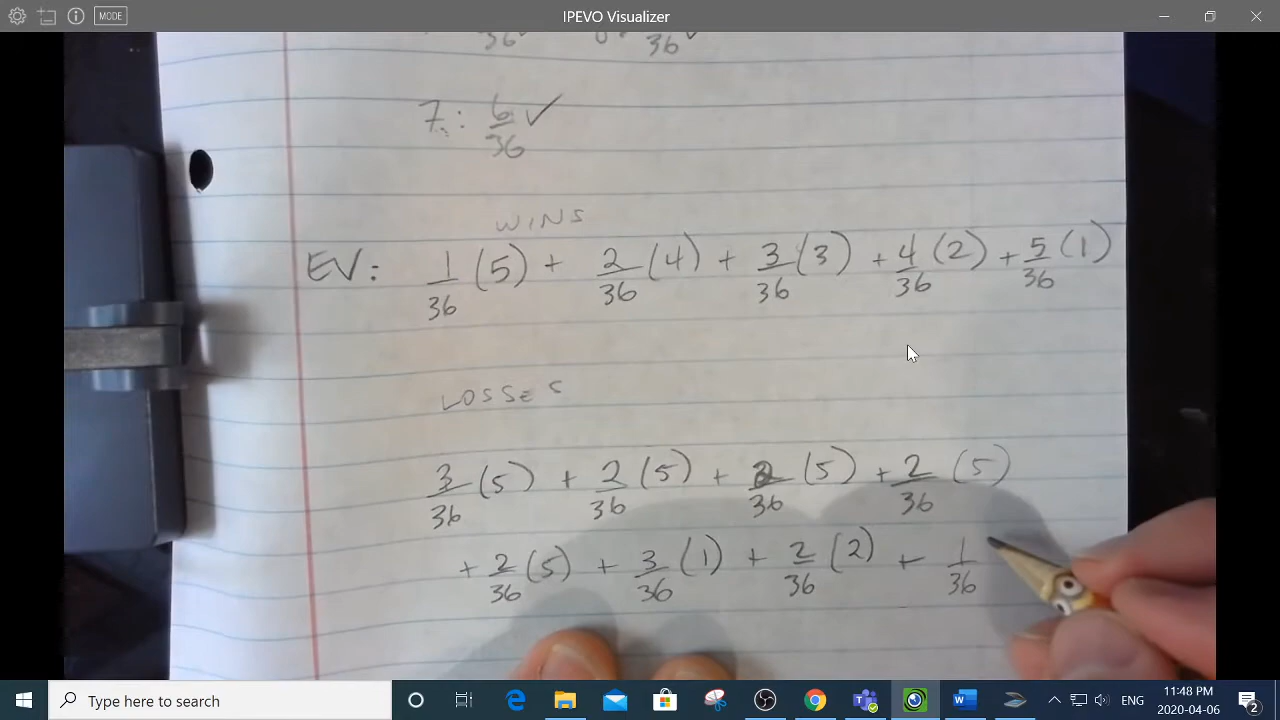 IPEVO Visualizer
MODE
36 ✓ 36 ✓
7: 6/36 ✓
WINS
EV: 1/36 (5) + 2/36 (4) + 3/36 (3) + 4/36 (2) + 5/36 (1)
LOSSES
3/36 (5) + 2/36 (5) + 2/36 (5) + 2/36 (5)
+ 2/36 (5) + 3/36 (1) + 2/36 (2) + 1/36
Type here to search
ENG
11:48 PM
2020-04-06
2